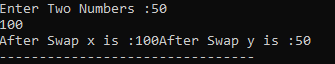 Enter Two Numbers :50
100
After Swap x is :100After Swap y is :50
--------------------------------